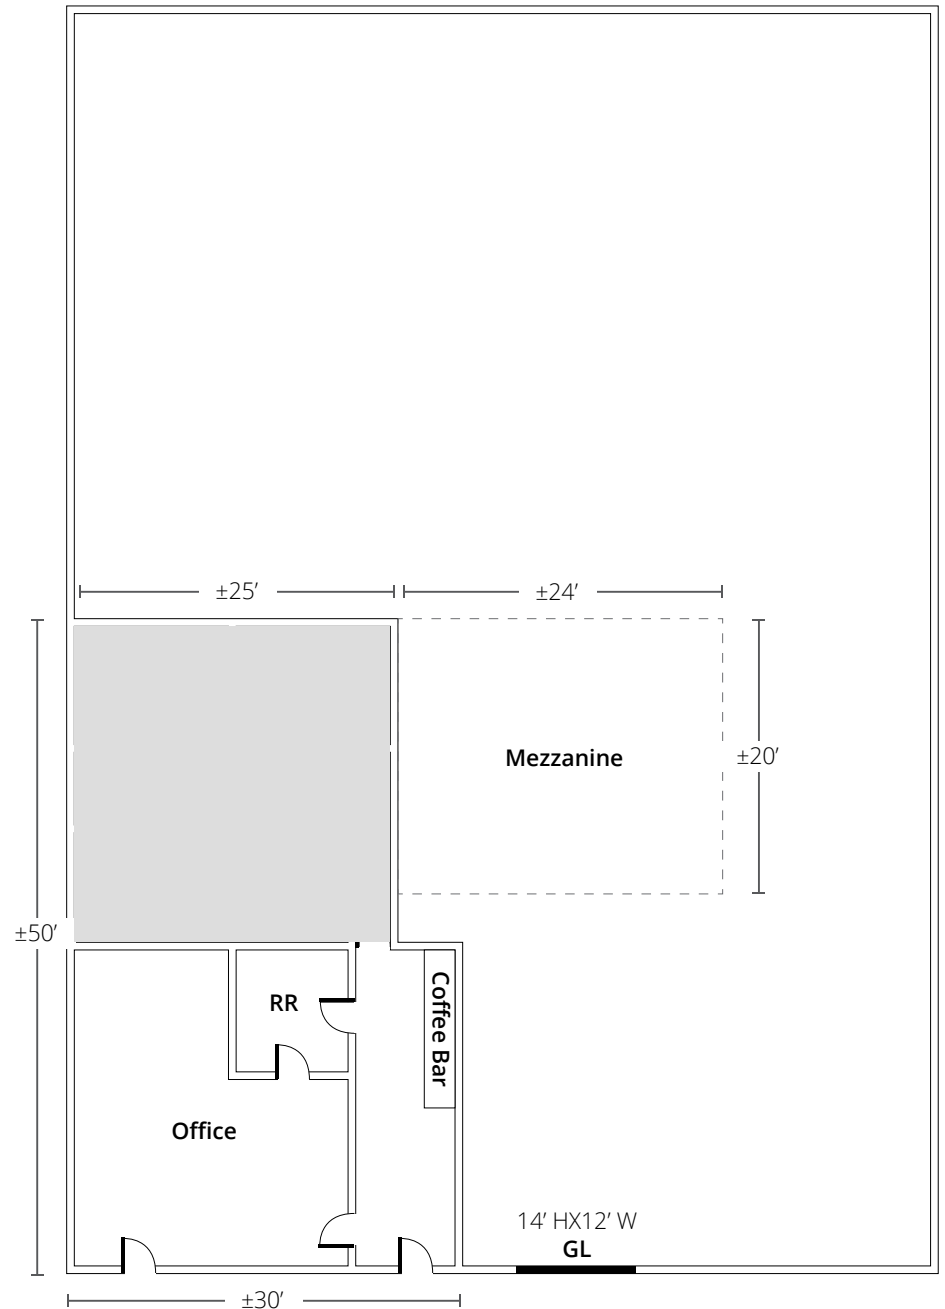 ±25’
±24’
Mezzanine
±20’
±50’
RR
Coffee Bar
Office
14’ HX12’ W
GL
±30’